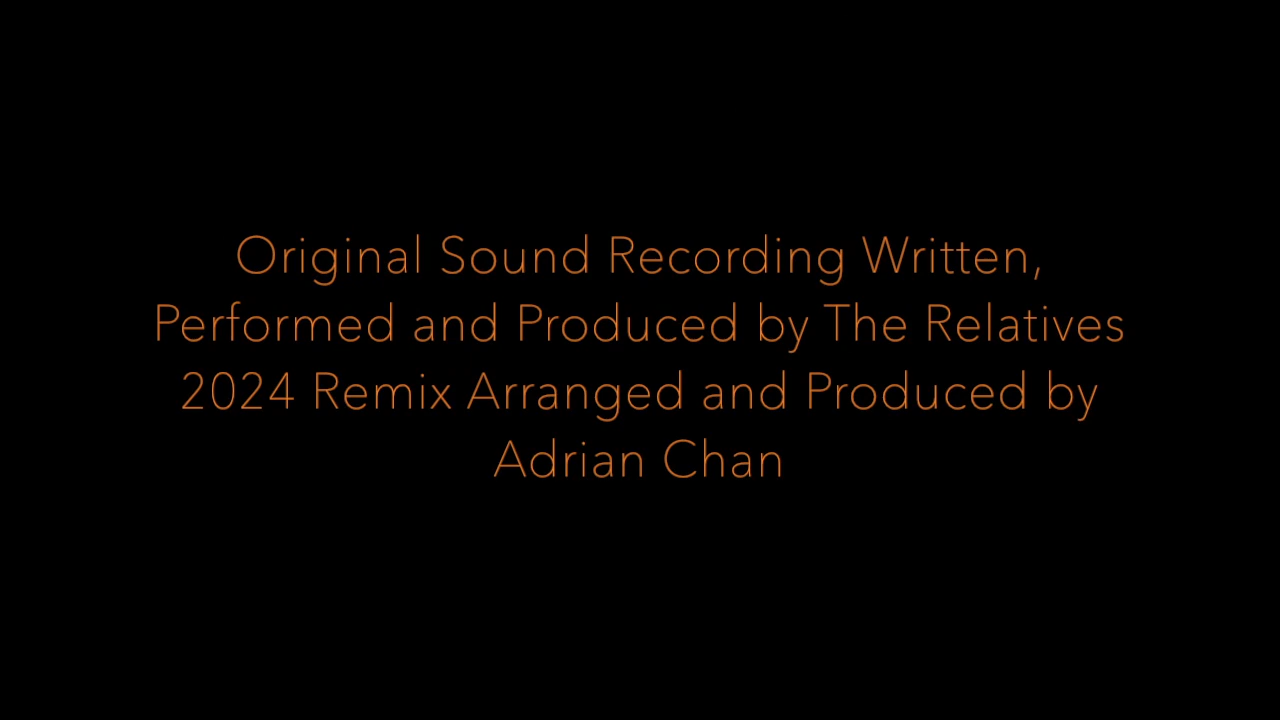 Original Sound Recording Written,
Performed and Produced by The Relatives
2024 Remix Arranged and Produced by
Adrian Chan